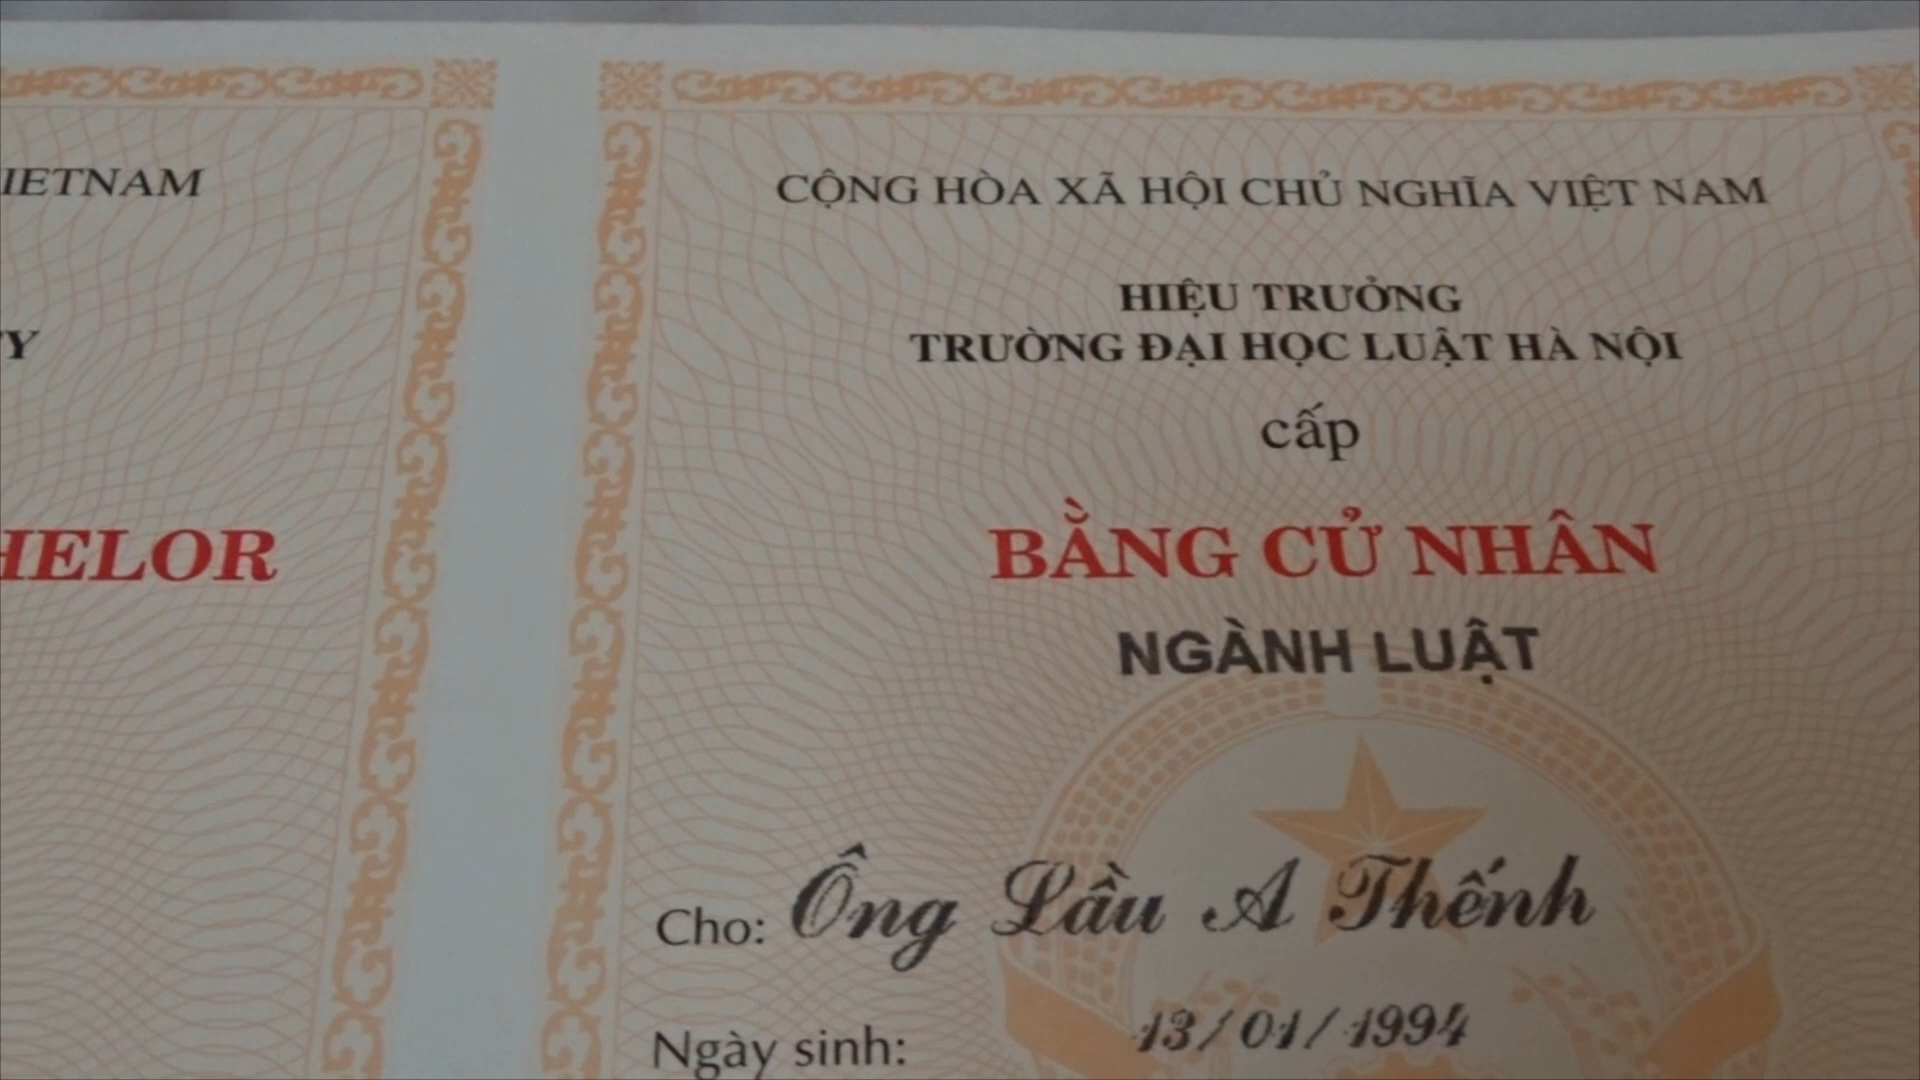 IETNAM
Y
HELOR
CỘNG HÒA XÃ HỘI CHỦ NGHĨA VIỆT NAM
HIỆU TRƯỞNG
TRƯỜNG ĐẠI HỌC LUẬT HÀ NỘI
cấp
BẰNG CỬ NHÂN
NGÀNH LUẬT
Cho: Ông Lầu A Thếnh
Ngày sinh: 13/01/1994